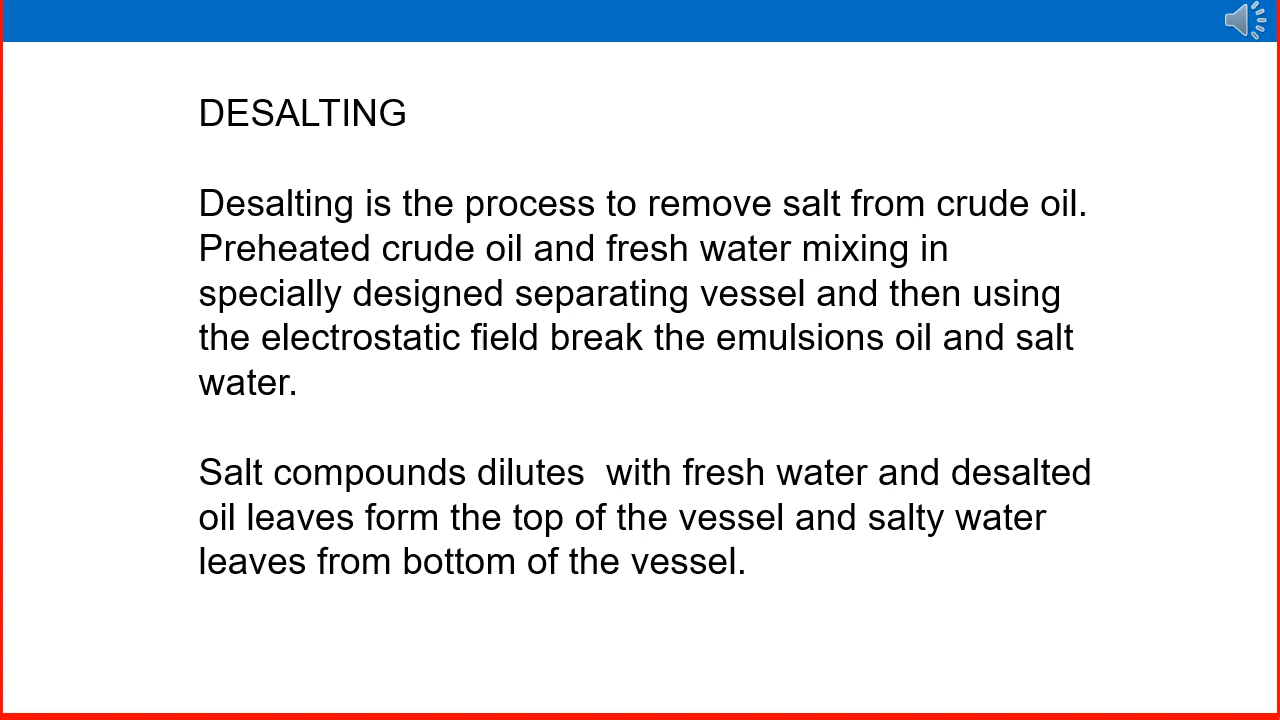 DESALTING
Desalting is the process to remove salt from crude oil.
Preheated crude oil and fresh water mixing in
specially designed separating vessel and then using
the electrostatic field break the emulsions oil and salt
water.
Salt compounds dilutes  with fresh water and desalted
oil leaves form the top of the vessel and salty water
leaves from bottom of the vessel.